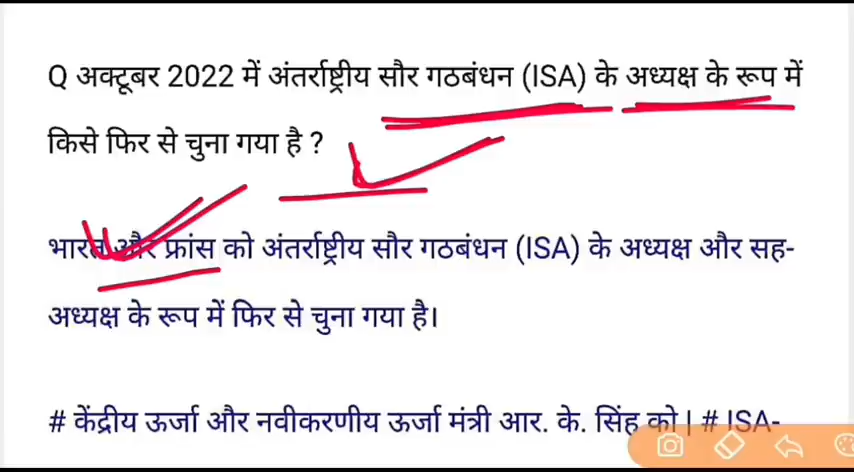 Q अक्टूबर 2022 में अंतर्राष्ट्रीय सौर गठबंधन (ISA) के अध्यक्ष के रूप में
किसे फिर से चुना गया है ?
भारत और फ्रांस को अंतर्राष्ट्रीय सौर गठबंधन (ISA) के अध्यक्ष और सह-
अध्यक्ष के रूप में फिर से चुना गया है।
# केंद्रीय ऊर्जा और नवीकरणीय ऊर्जा मंत्री आर. के. सिंह को | # ISA-